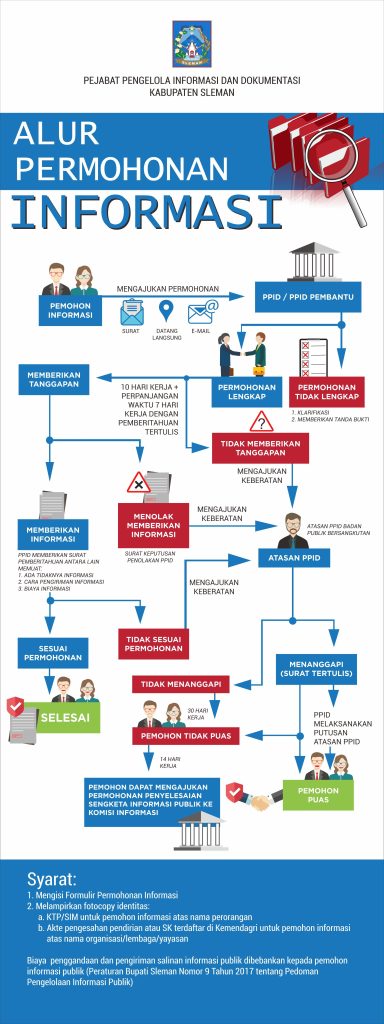 SLEMAN
PEJABAT PENGELOLA INFORMASI DAN DOKUMENTASI
KABUPATEN SLEMAN
ALUR
PERMOHONAN
INFORMASI
PEMOHON
INFORMASI
MENGAJUKAN PERMOHONAN
SURAT
DATANG
LANGSUNG
E-MAIL
PPID / PPID PEMBANTU
MEMBERIKAN
TANGGAPAN
10 HARI KERJA +
PERPANJANGAN
WAKTU 7 HARI
KERJA DENGAN
PEMBERITAHUAN
TERTULIS
PERMOHONAN
LENGKAP
PERMOHONAN
TIDAK LENGKAP
1. KLARIFIKASI
2. MEMBERIKAN TANDA BUKTI
TIDAK MEMBERIKAN
TANGGAPAN
MENGAJUKAN
KEBERATAN
MEMBERIKAN
INFORMASI
PPID MEMBERIKAN SURAT
PEMBERITAHUAN ANTARA LAIN
MEMUAT:
1. ADA TIDAKNYA INFORMASI
2. CARA PENGIRIMAN INFORMASI
3. BIAYA INFORMASI
MENOLAK
MEMBERIKAN
INFORMASI
SURAT KEPUTUSAN
PENOLAKAN PPID
MENGAJUKAN
KEBERATAN
ATASAN PPID BADAN
PUBLIK BERSANGKUTAN
ATASAN PPID
MENGAJUKAN
KEBERATAN
SESUAI
PERMOHONAN
TIDAK SESUAI
PERMOHONAN
SELESAI
TIDAK MENANGGAPI
MENANGGAPI
(SURAT TERTULIS)
30 HARI
KERJA
PEMOHON TIDAK PUAS
PPID
MELAKSANAKAN
PUTUSAN
ATASAN PPID
14 HARI
KERJA
PEMOHON DAPAT MENGAJUKAN
PERMOHONAN PENYELESAIAN
SENGKETA INFORMASI PUBLIK KE
KOMISI INFORMASI
PEMOHON
PUAS
Syarat:
1. Mengisi Formulir Permohonan Informasi
2. Melampirkan fotocopy identitas:
a. KTP/SIM untuk pemohon informasi atas nama perorangan
b. Akte pengesahan pendirian atau SK terdaftar di Kemendagri untuk pemohon informasi
atas nama organisasi/lembaga/yayasan
Biaya penggandaan dan pengiriman salinan informasi publik dibebankan kepada pemohon
informasi publik (Peraturan Bupati Sleman Nomor 9 Tahun 2017 tentang Pedoman
Pengelolaan Informasi Publik)